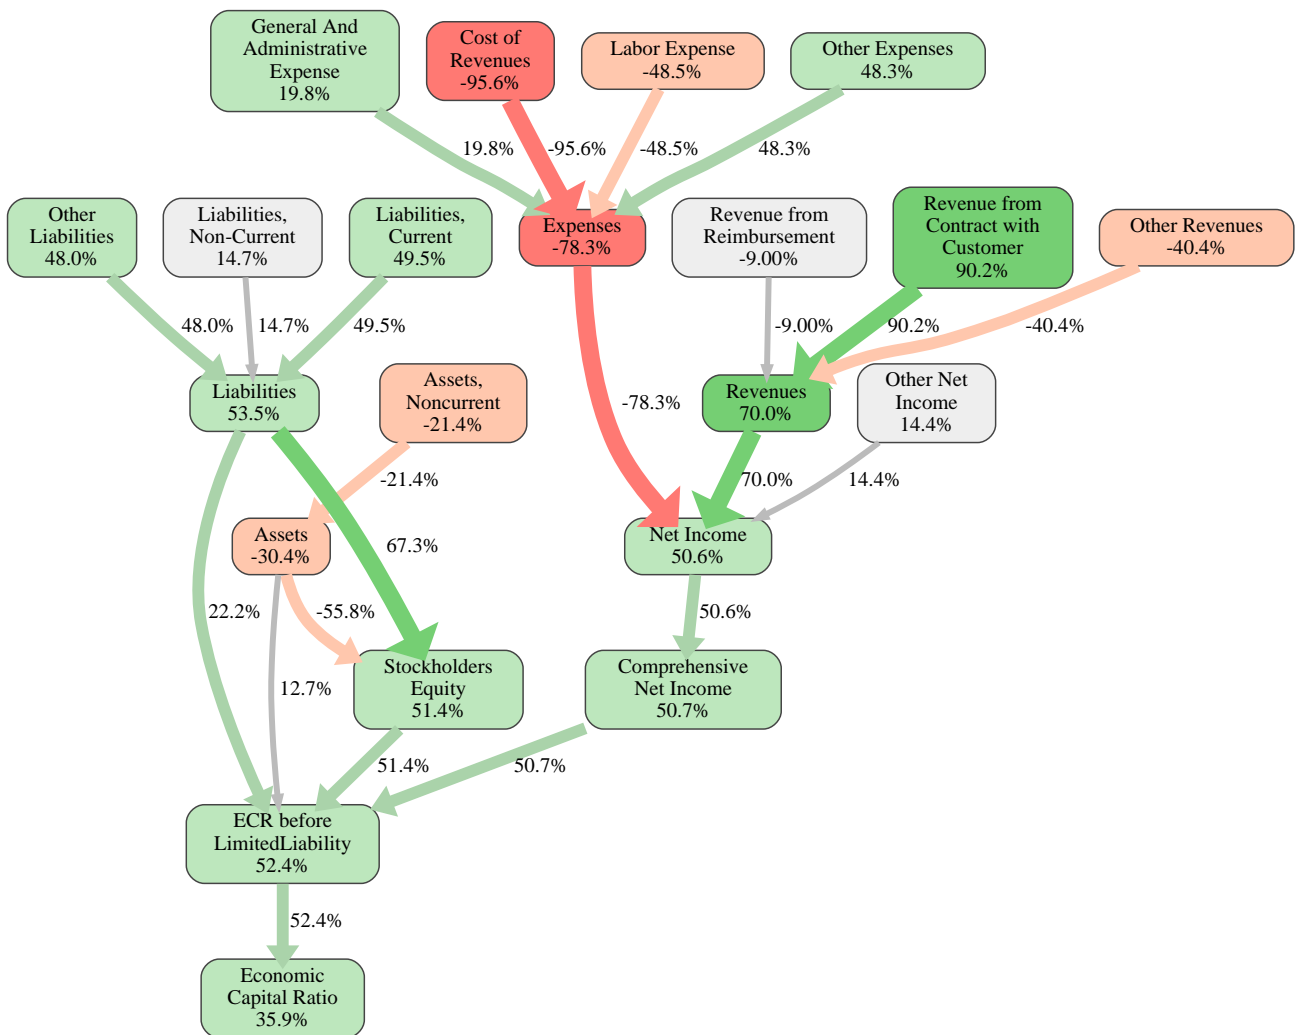 General And
Administrative
Expense
19.8%
Cost of
Revenues
-95.6%
Labor Expense
-48.5%
Other Expenses
48.3%
19.8%
-95.6%
-48.5%
48.3%
Other
Liabilities
48.0%
Liabilities,
Non-Current
14.7%
Liabilities,
Current
49.5%
Expenses
-78.3%
Revenue from
Reimbursement
-9.00%
Revenue from
Contract with
Customer
90.2%
Other Revenues
-40.4%
48.0%
14.7%
49.5%
-9.00%
90.2%
-40.4%
Liabilities
53.5%
Assets,
Noncurrent
-21.4%
-78.3%
Revenues
70.0%
Other Net
Income
14.4%
-21.4%
70.0%
14.4%
Assets
-30.4%
67.3%
Net Income
50.6%
22.2%
-55.8%
50.6%
12.7%
Stockholders
Equity
51.4%
Comprehensive
Net Income
50.7%
51.4%
50.7%
ECR before
LimitedLiability
52.4%
52.4%
Economic
Capital Ratio
35.9%